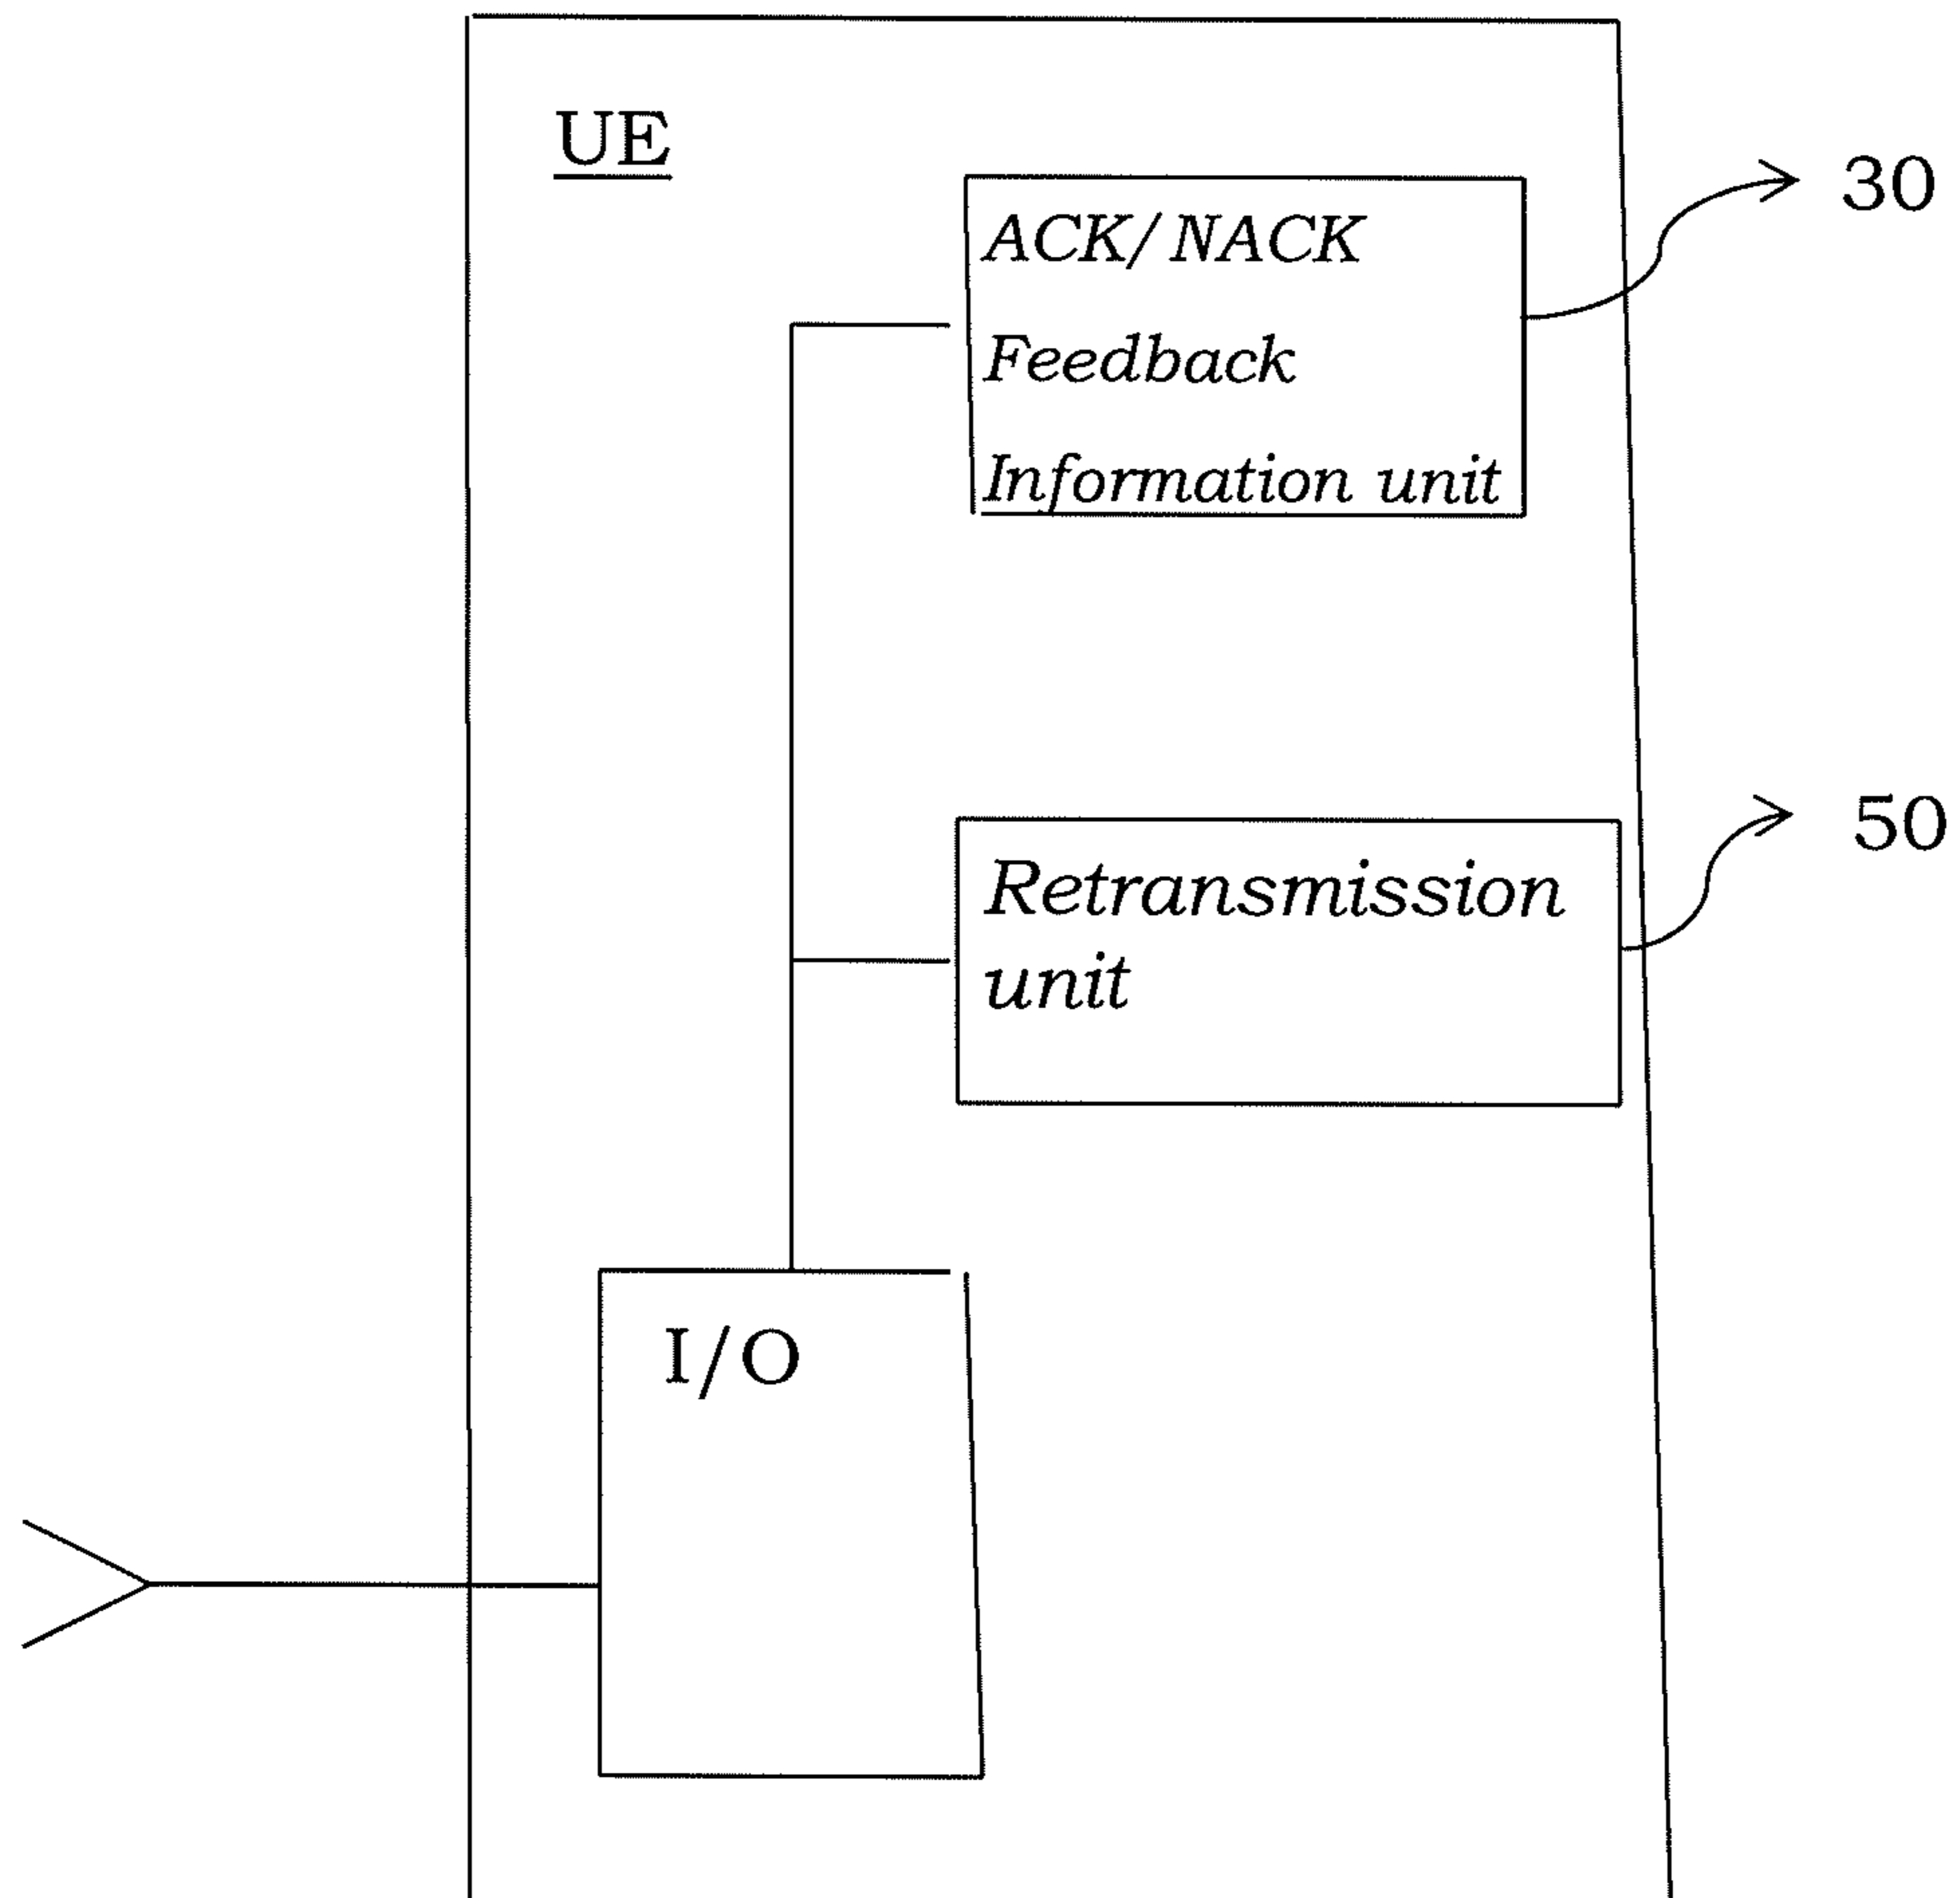 UE
30
ACK/NACK
Feedback
Information unit
50
Retransmission
unit
I/O